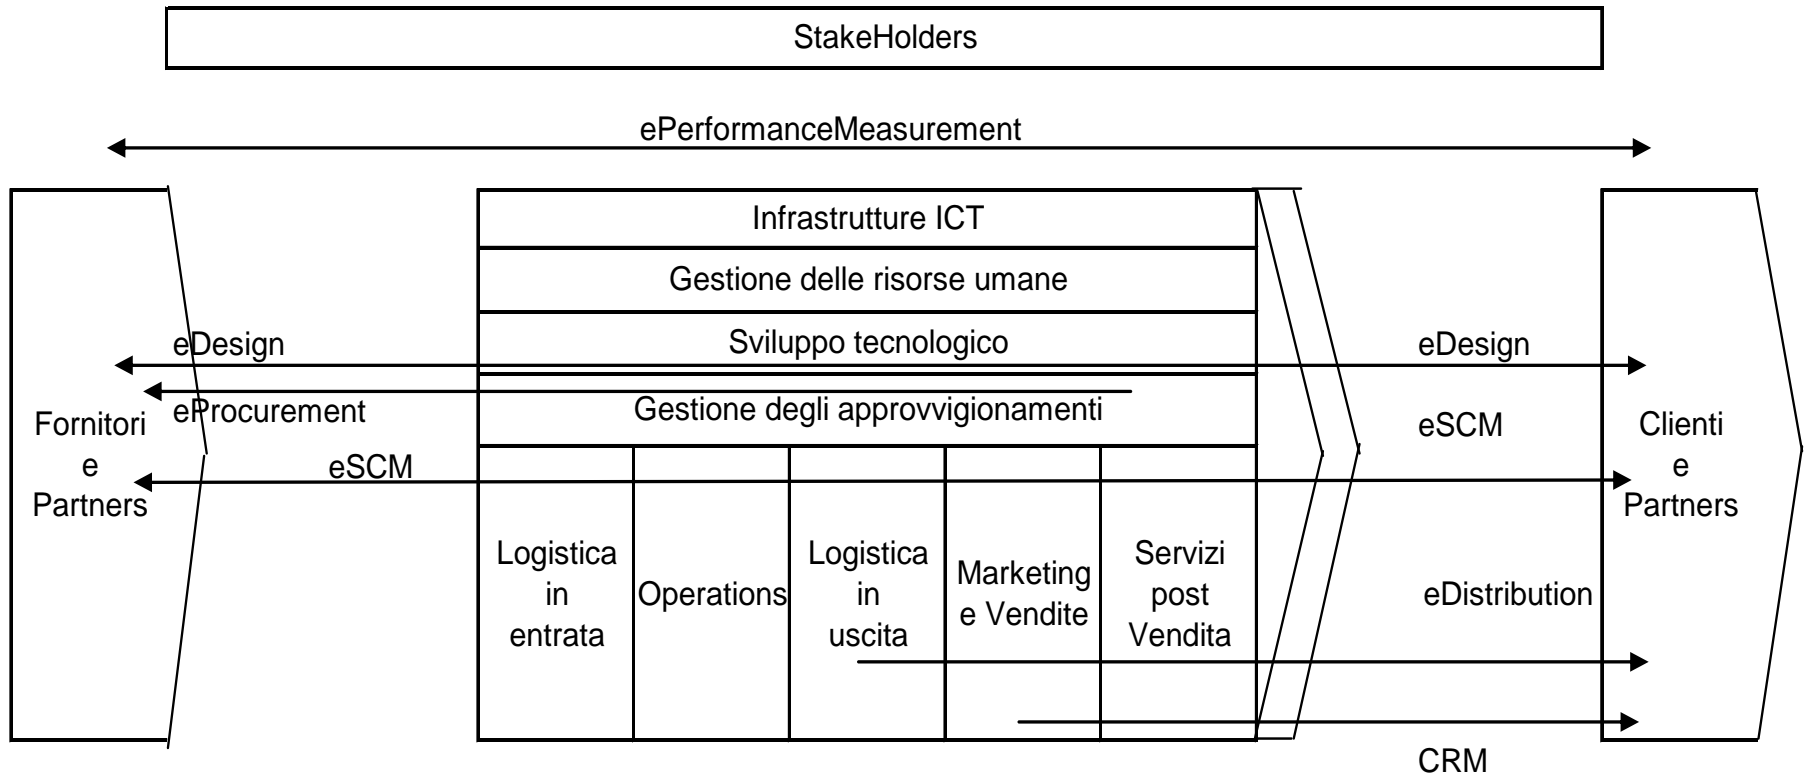 StakeHolders
ePerformanceMeasurement
Infrastrutture ICT
Gestione delle risorse umane
Sviluppo tecnologico
Gestione degli approvvigionamenti
eDesign
eProcurement
eSCM
Fornitori
e
Partners
Logistica
in
entrata
Operations
Logistica
in
uscita
Marketing
e Vendite
Servizi
post
Vendita
eDesign
eSCM
eDistribution
CRM
Clienti
e
Partners